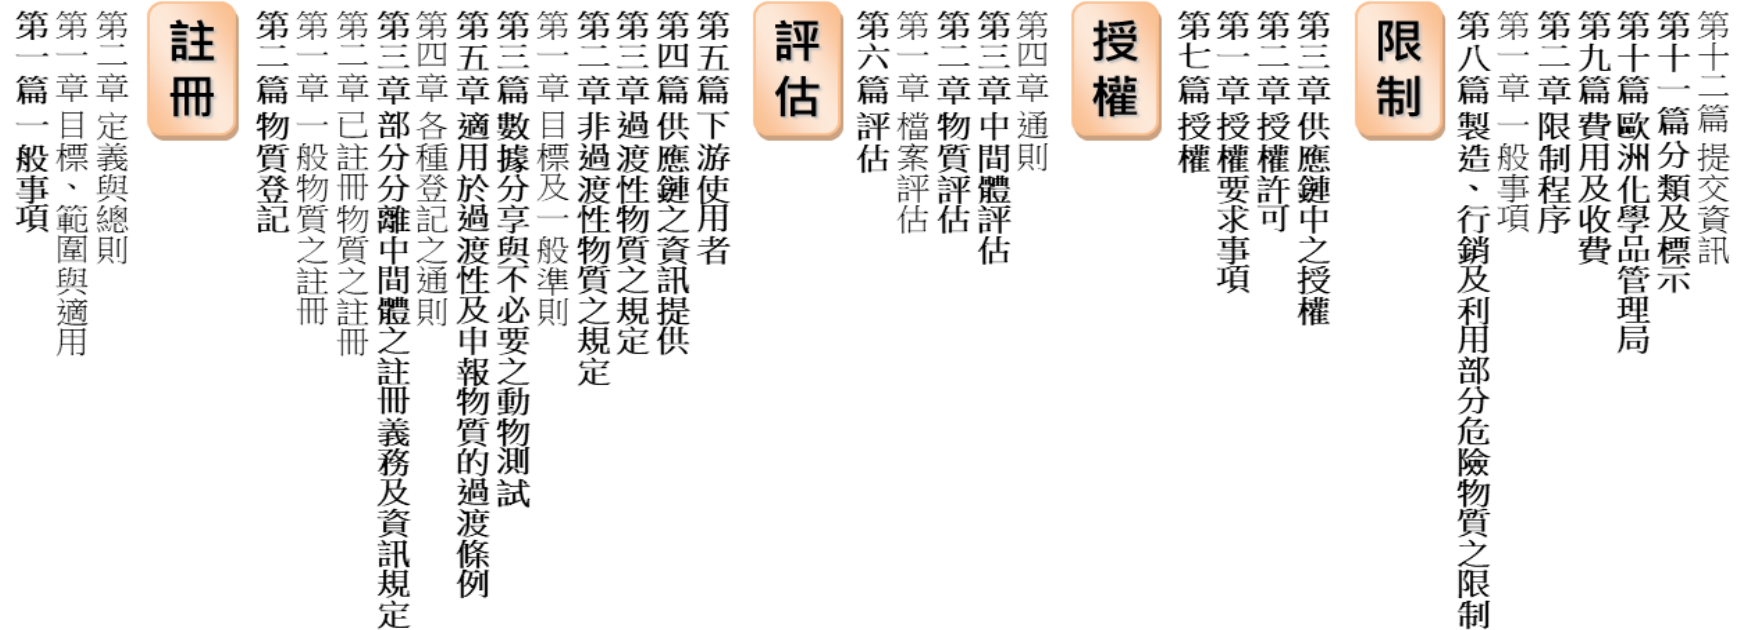 第一篇一般事項
第一章目標、範圍與適用
第二章定義與總則
註冊
第二篇物質登記
第一章一般物質之註冊
第二章已註冊物質之註冊
第三章部分分離中間體之註冊義務及資訊規定
第四章各種登記之通則
第五章適用於過渡性及申報物質的過渡條例
第三篇數據分享與不必要之動物測試
第一章目標及一般準則
第二章非過渡性物質之規定
第三章過渡性物質之規定
第四篇供應鏈之資訊提供
第五篇下游使用者
評估
第六篇評估
第一章檔案評估
第二章物質評估
第三章中間體評估
第四章通則
授權
第七篇授權
第一章授權要求事項
第二章授權許可
第三章供應鏈中之授權
限制
第八篇製造、行銷及利用部分危險物質之限制
第一章一般事項
第二章限制程序
第九篇費用及收費
第十篇歐洲化學品管理局
第十一篇分類及標示
第十二篇提交資訊